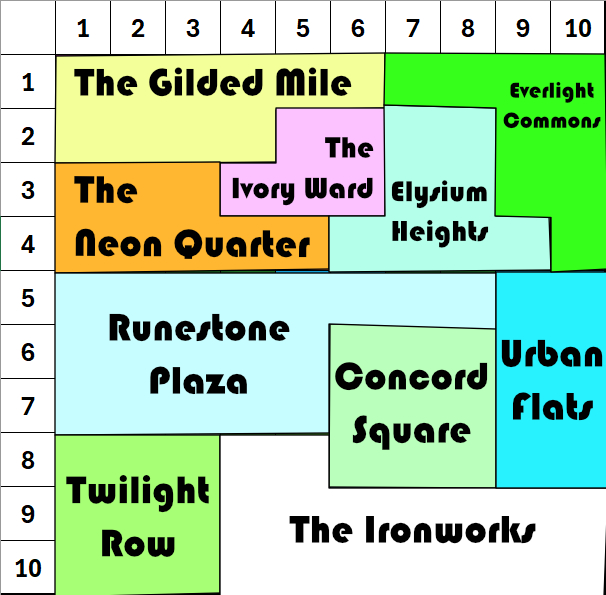 1 2 3 4 5 6 7 8 9 10
1
2
3
4
5
6
7
8
9
10
The Gilded Mile
Everlight
Commons
The
Ivory Ward
The
Neon Quarter
Elysium
Heights
Runestone
Plaza
Concord
Square
Urban
Flats
Twilight
Row
The Ironworks